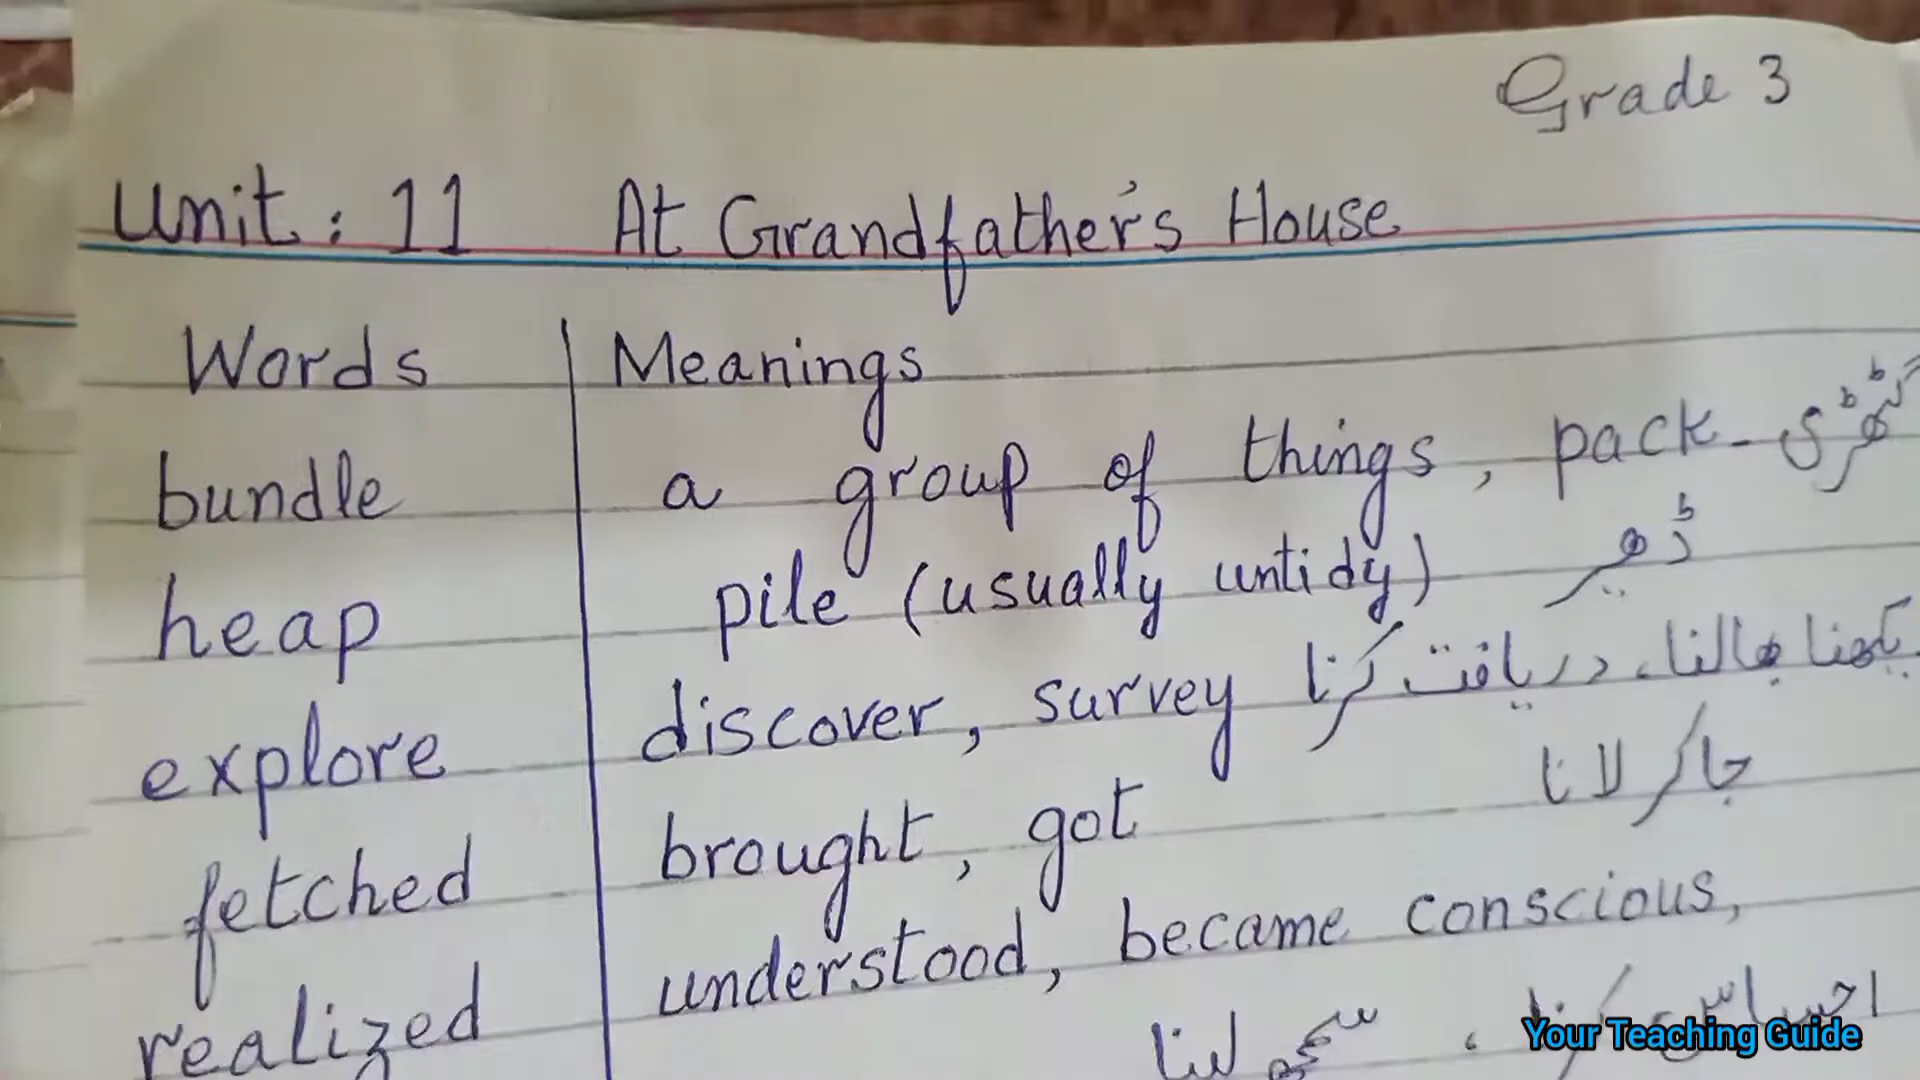 Grade 3
Unit : 11 At Grandfather's House
Words Meanings
bundle a group of things, pack - گٹھڑی
heap pile (usually untidy) ڈھیر
explore discover, survey دیکھنا بھالنا، دریافت کرنا
fetched brought, got جا کر لانا
realized understood, became conscious,
احساس کرنا، سمجھ لینا
Your Teaching Guide